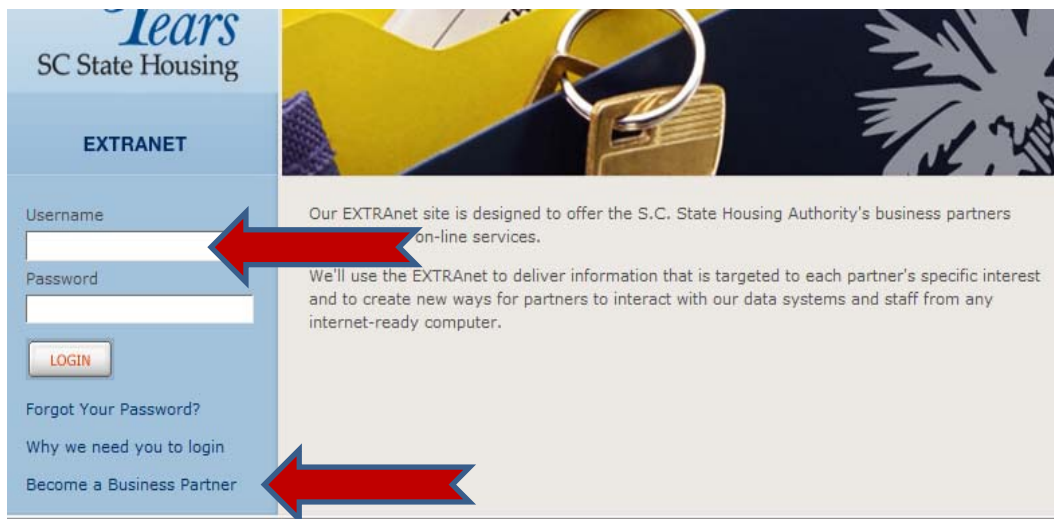 Years
SC State Housing
EXTRANET
Username
Password
LOGIN
Forgot Your Password?
Why we need you to login
Become a Business Partner
Our EXTRAnet site is designed to offer the S.C. State Housing Authority's business partners
on-line services.
We'll use the EXTRAnet to deliver information that is targeted to each partner's specific interest
and to create new ways for partners to interact with our data systems and staff from any
internet-ready computer.